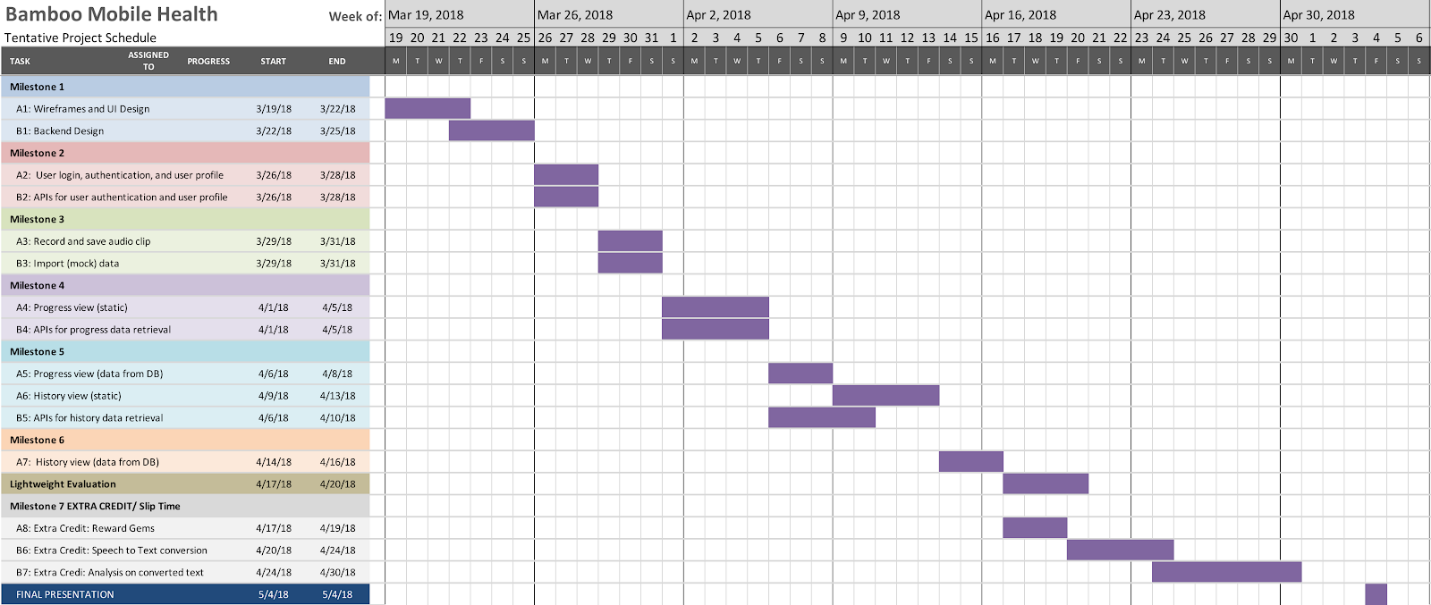 Bamboo Mobile Health Week of: Mar 19, 2018 Mar 26, 2018 Apr 2, 2018 Apr 9, 2018 Apr 16, 2018 Apr 23, 2018 Apr 30, 2018
Tentative Project Schedule 19 20 21 22 23 24 25 26 27 28 29 30 31 1 2 3 4 5 6 7 8 9 10 11 12 13 14 15 16 17 18 19 20 21 22 23 24 25 26 27 28 29 30 1 2 3 4 5 6
TASK ASSIGNED TO PROGRESS START END M T W T F S S M T W T F S S M T W T F S S M T W T F S S M T W T F S S M T W T F S S M T W T F S S
Milestone 1
A1: Wireframes and UI Design 3/19/18 3/22/18
B1: Backend Design 3/22/18 3/25/18
Milestone 2
A2: User login, authentication, and user profile 3/26/18 3/28/18
B2: APIs for user authentication and user profile 3/26/18 3/28/18
Milestone 3
A3: Record and save audio clip 3/29/18 3/31/18
B3: Import (mock) data 3/29/18 3/31/18
Milestone 4
A4: Progress view (static) 4/1/18 4/5/18
B4: APIs for progress data retrieval 4/1/18 4/5/18
Milestone 5
A5: Progress view (data from DB) 4/6/18 4/8/18
A6: History view (static) 4/9/18 4/13/18
B5: APIs for history data retrieval 4/6/18 4/10/18
Milestone 6
A7: History view (data from DB) 4/14/18 4/16/18
Lightweight Evaluation 4/17/18 4/20/18
Milestone 7 EXTRA CREDIT/ Slip Time
A8: Extra Credit: Reward Gems 4/17/18 4/19/18
B6: Extra Credit: Speech to Text conversion 4/20/18 4/24/18
B7: Extra Credi: Analysis on converted text 4/24/18 4/30/18
FINAL PRESENTATION 5/4/18 5/4/18